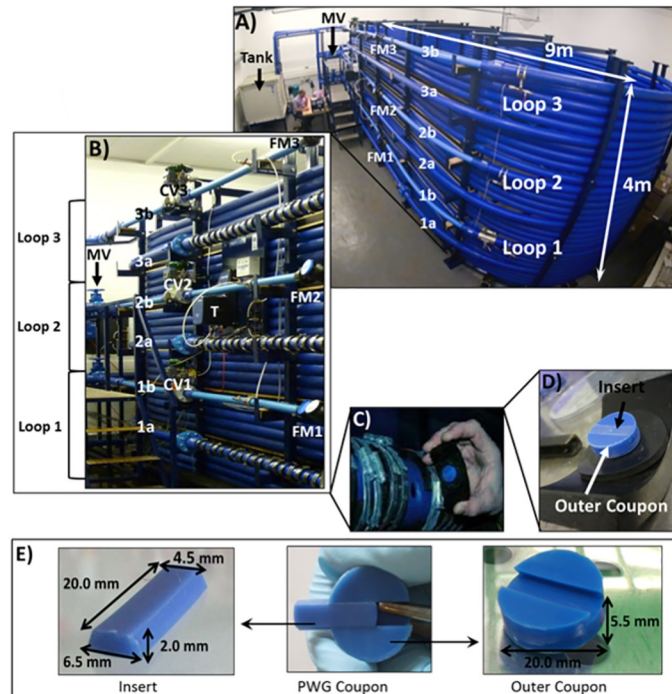 A)
MV
Tank
FM3
3b
9m
3a
Loop 3
FM2
2b
FM1
2a
Loop 2
4m
1b
1a
Loop 1
B)
FM3
CV3
3b
Loop 3
3a
MV
CV2
2b
FM2
T
Loop 2
2a
CV1
1b
FM1
Loop 1
1a
C)
D)
Insert
Outer Coupon
E)
4.5 mm
20.0 mm
2.0 mm
6.5 mm
5.5 mm
20.0 mm
Insert
PWG Coupon
Outer Coupon